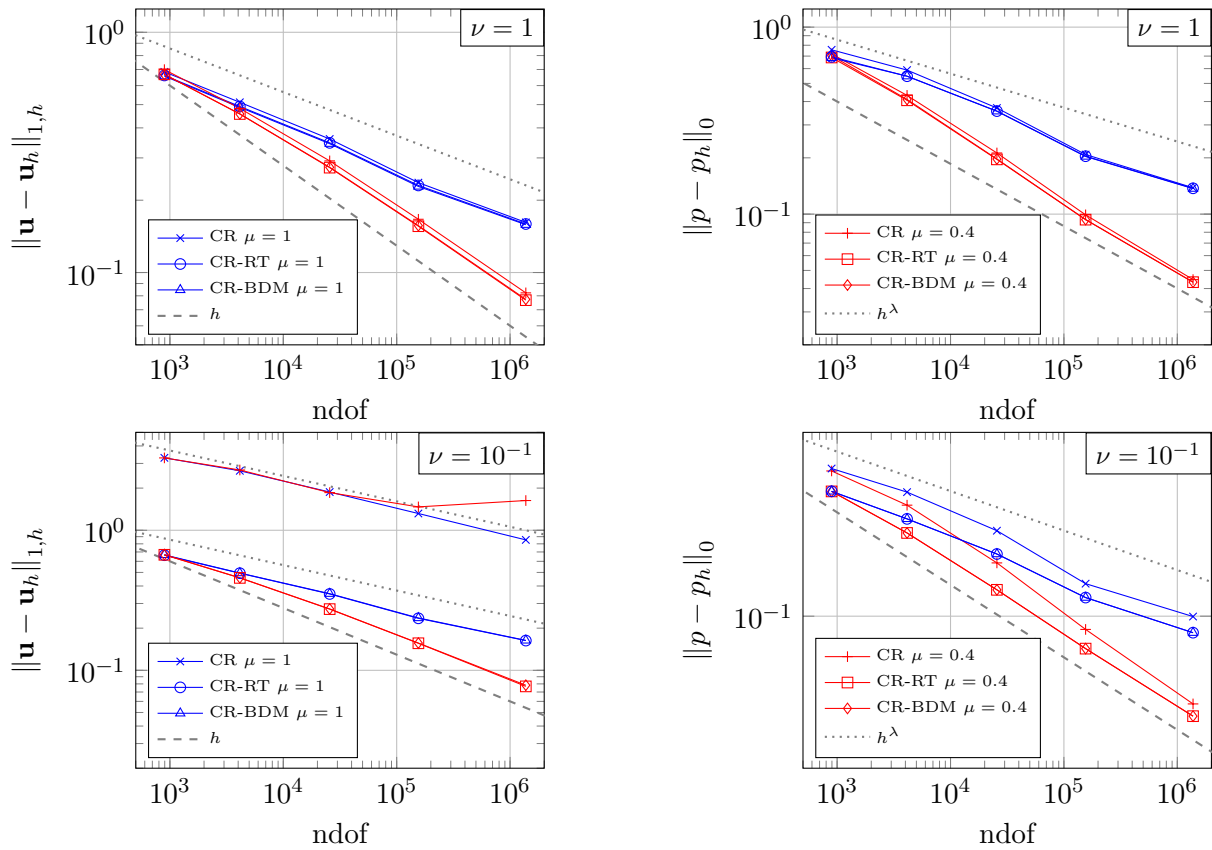 ‖u − u_h‖_{1,h}
10^0
10^{-1}
ν = 1
CR μ = 1
CR-RT μ = 1
CR-BDM μ = 1
h
10^3 10^4 10^5 10^6
ndof
‖p − p_h‖_0
10^0
10^{-1}
ν = 1
CR μ = 0.4
CR-RT μ = 0.4
CR-BDM μ = 0.4
h^λ
10^3 10^4 10^5 10^6
ndof
‖u − u_h‖_{1,h}
10^0
10^{-1}
ν = 10^{-1}
CR μ = 1
CR-RT μ = 1
CR-BDM μ = 1
h
10^3 10^4 10^5 10^6
ndof
‖p − p_h‖_0
10^{-1}
ν = 10^{-1}
CR μ = 0.4
CR-RT μ = 0.4
CR-BDM μ = 0.4
h^λ
10^3 10^4 10^5 10^6
ndof